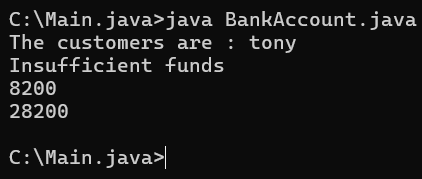 C:\Main.java>java BankAccount.java
The customers are : tony
Insufficient funds
8200
28200
C:\Main.java>